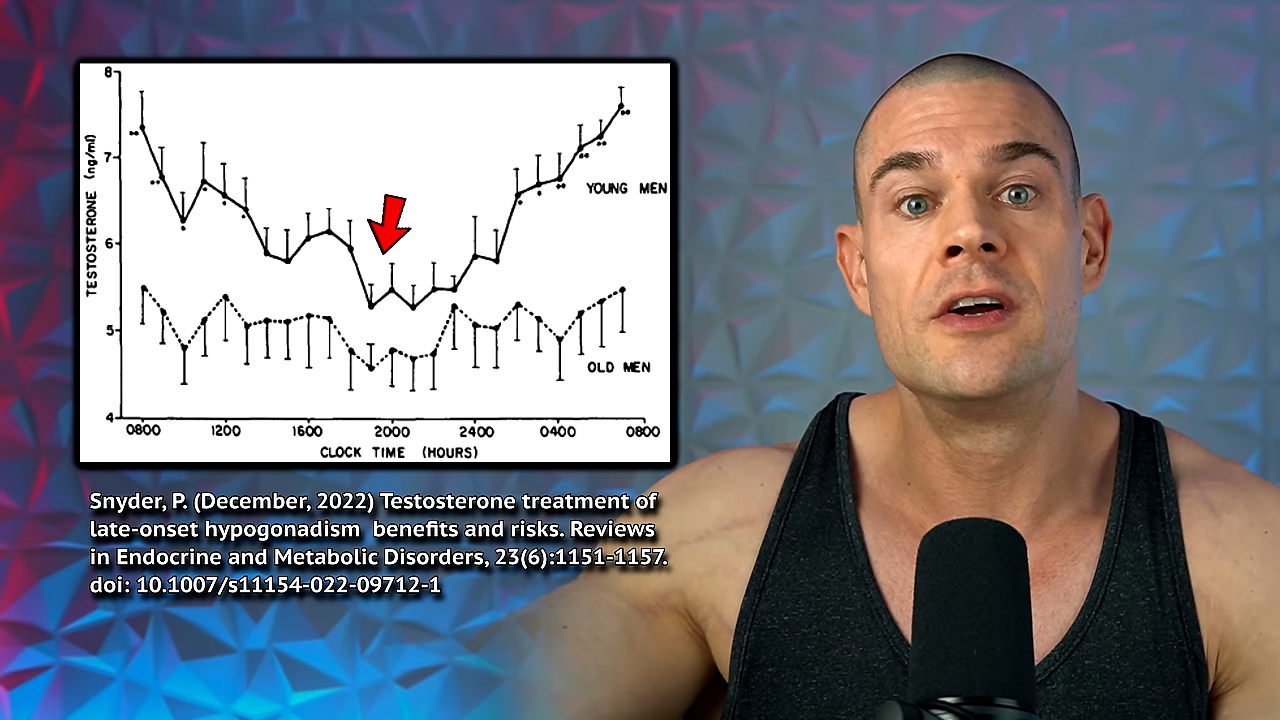 8
7
6
5
4
TESTOSTERONE (ng/ml)
YOUNG MEN
OLD MEN
0800 1200 1600 2000 2400 0400 0800
CLOCK TIME (HOURS)
Snyder, P. (December, 2022) Testosterone treatment of
late-onset hypogonadism benefits and risks. Reviews
in Endocrine and Metabolic Disorders, 23(6):1151-1157.
doi: 10.1007/s11154-022-09712-1